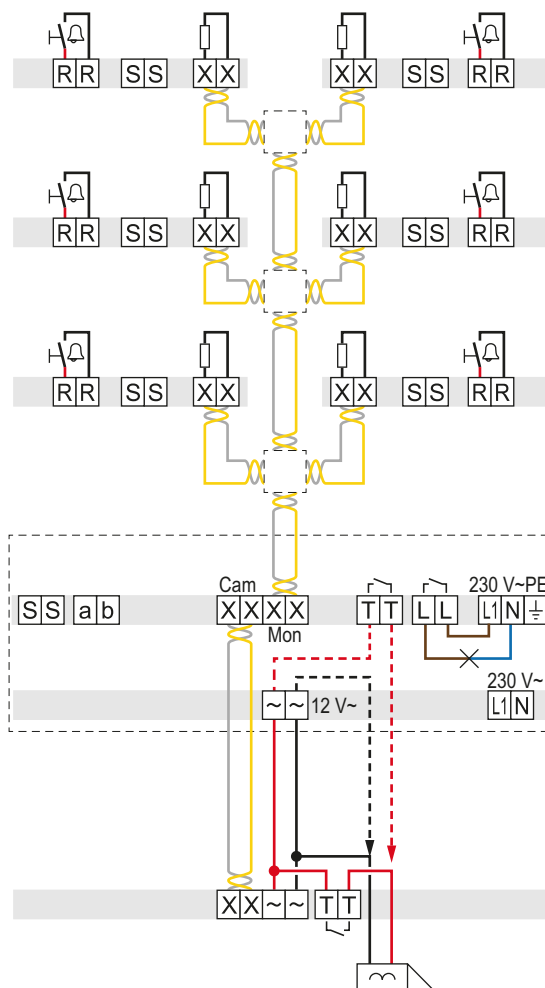 R R S S X X X X S S R R
R R S S X X X X S S R R
R R S S X X X X S S R R
Cam 230 V~PE
S S a b X X X X T T L L L1 N
Mon
230 V~
~ ~ 12 V~ L1 N
X X ~ ~ T T